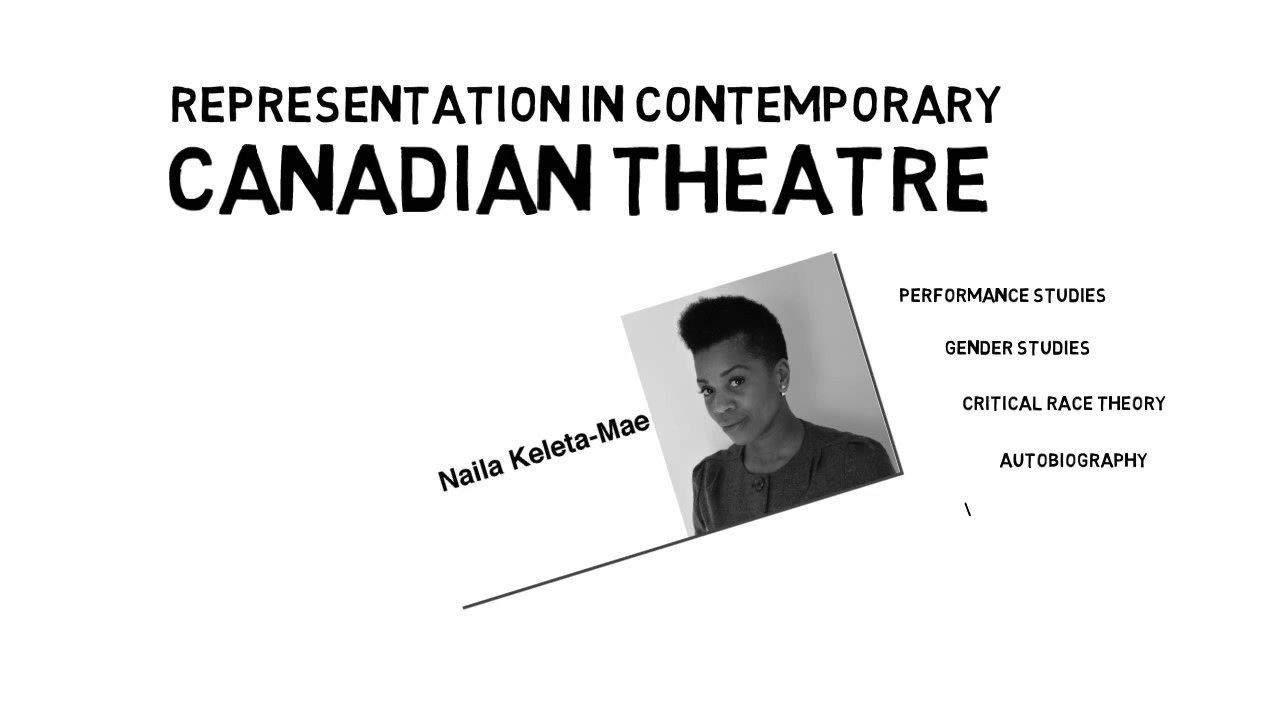 REPRESENTATION IN CONTEMPORARY
CANADIAN THEATRE
Naila Keleta-Mae
PERFORMANCE STUDIES
GENDER STUDIES
CRITICAL RACE THEORY
AUTOBIOGRAPHY
\